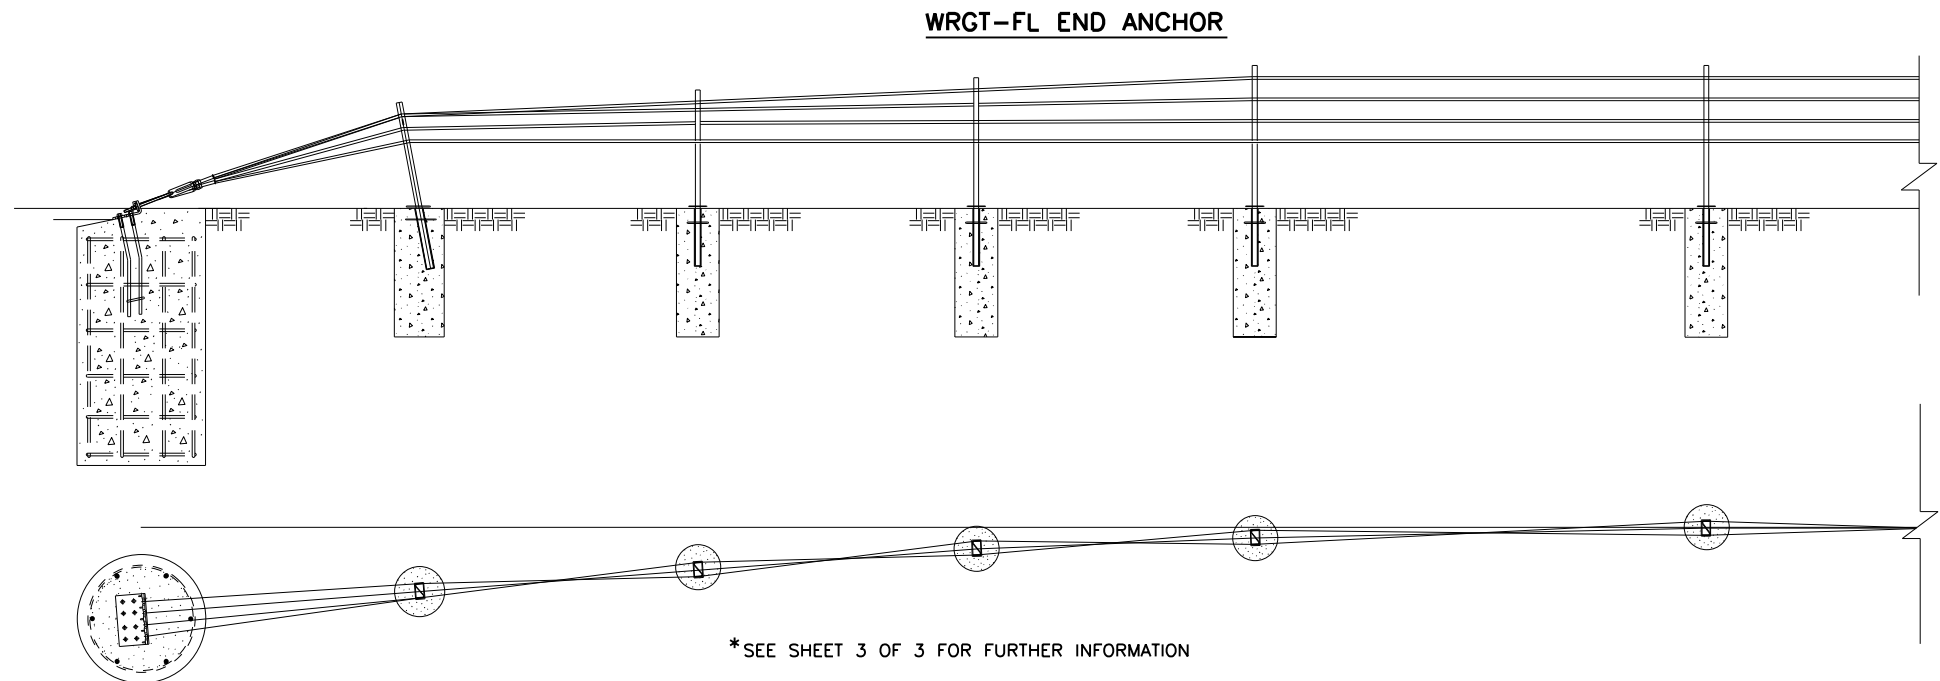 WRGT-FL END ANCHOR
*SEE SHEET 3 OF 3 FOR FURTHER INFORMATION